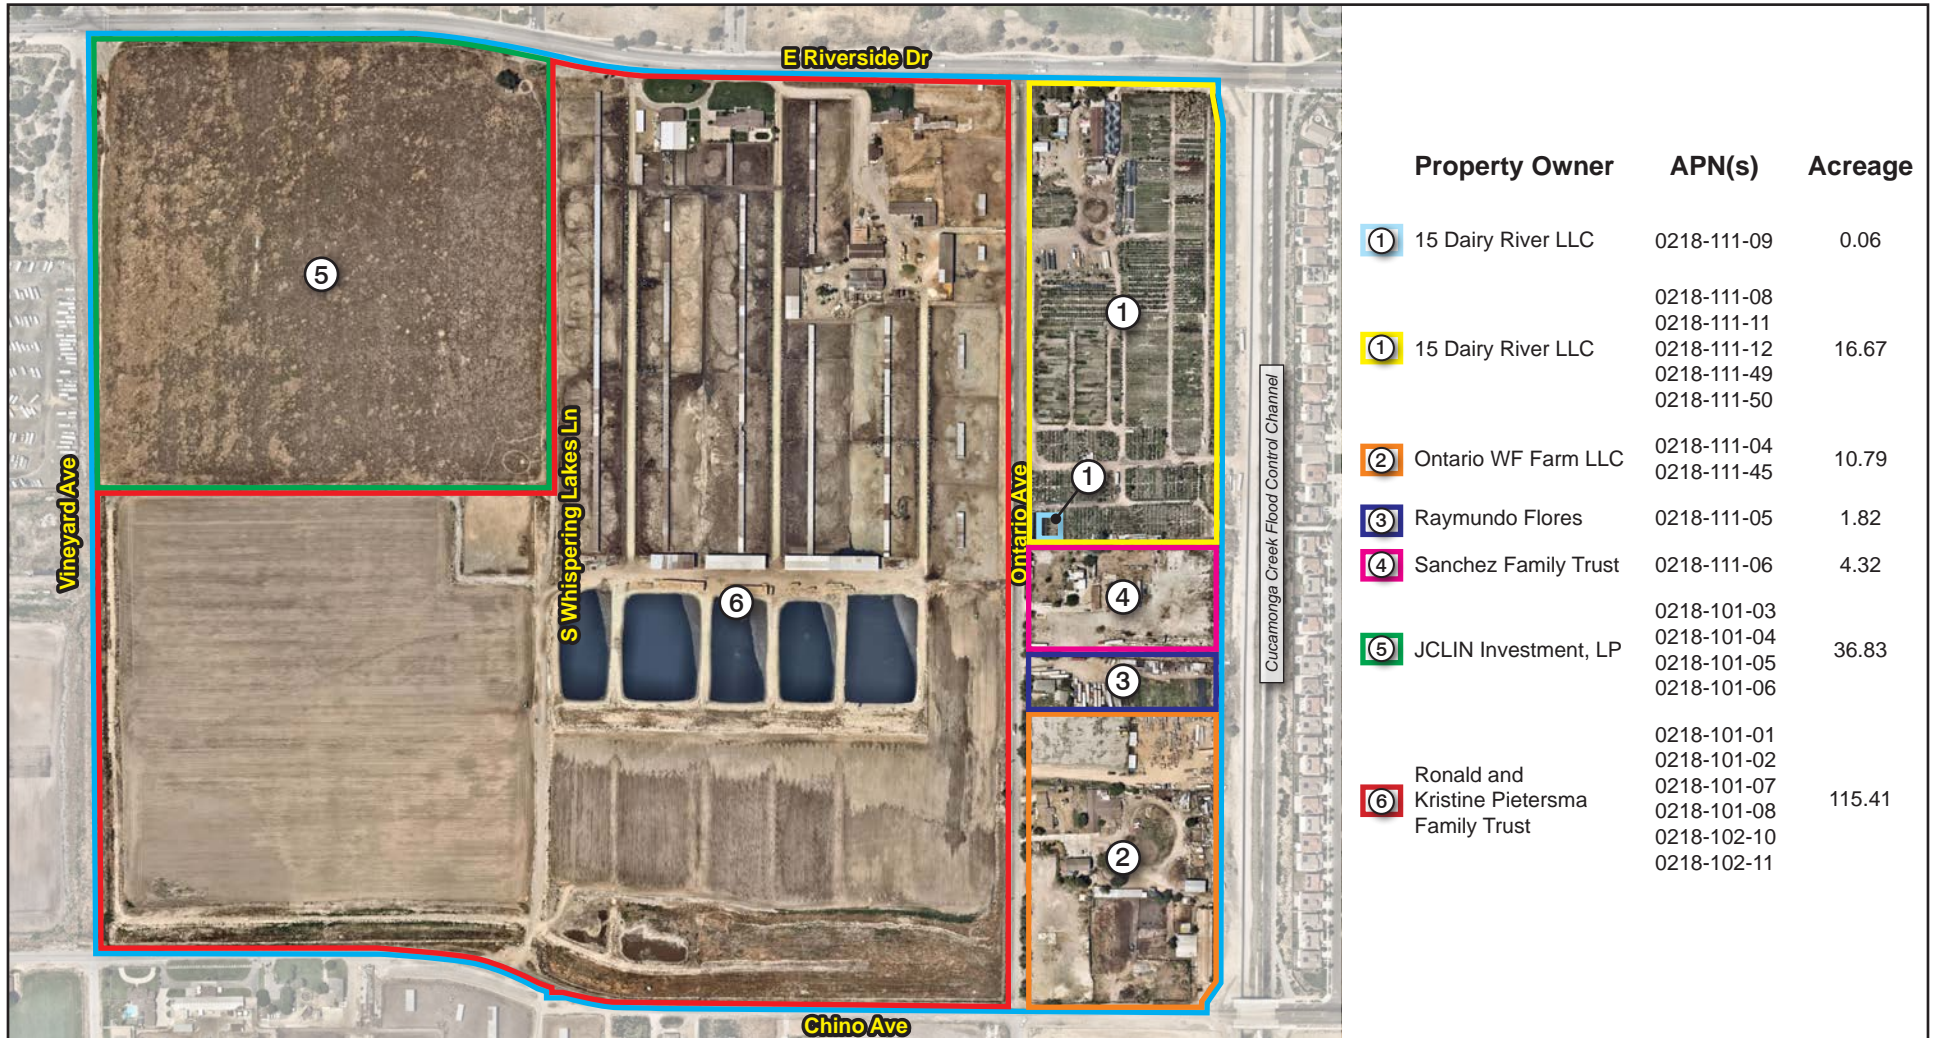 E Riverside Dr
Vineyard Ave
S Whispering Lakes Ln
Ontario Ave
Cucamonga Creek Flood Control Channel
Chino Ave
5
6
1
1
4
3
2
Property Owner APN(s) Acreage
1 15 Dairy River LLC 0218-111-09 0.06
0218-111-08
0218-111-11
1 15 Dairy River LLC 0218-111-12 16.67
0218-111-49
0218-111-50
2 Ontario WF Farm LLC 0218-111-04 10.79
0218-111-45
3 Raymundo Flores 0218-111-05 1.82
4 Sanchez Family Trust 0218-111-06 4.32
0218-101-03
0218-101-04
5 JCLIN Investment, LP 0218-101-05 36.83
0218-101-06
0218-101-01
0218-101-02
Ronald and 0218-101-07
6 Kristine Pietersma 0218-101-08 115.41
Family Trust 0218-102-10
0218-102-11